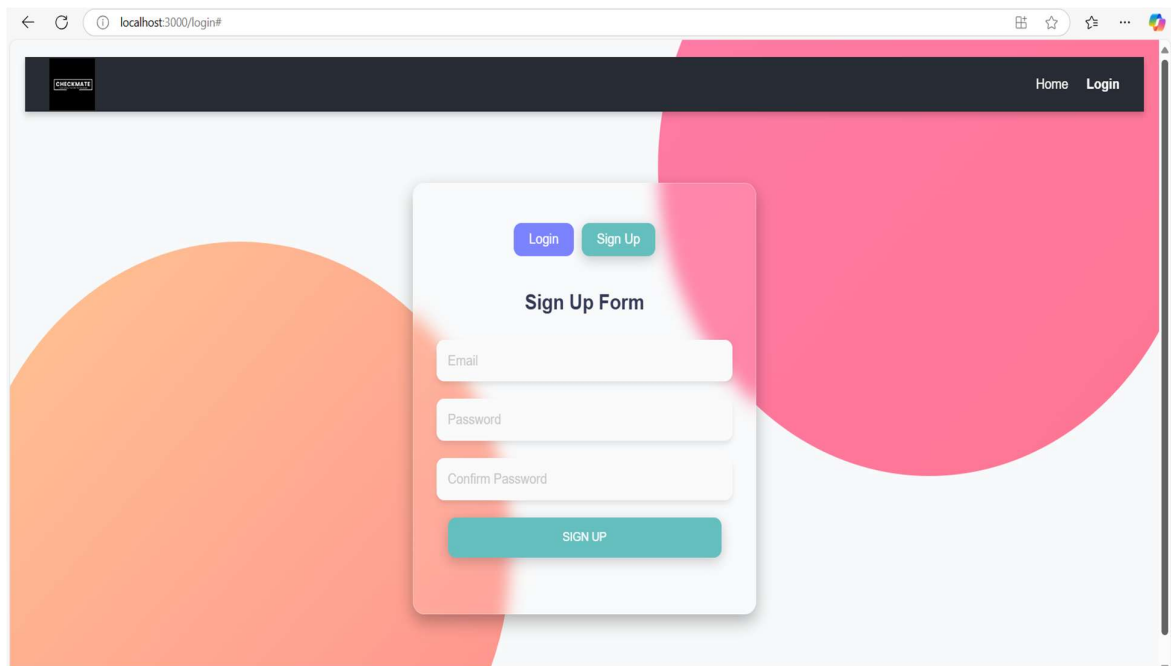 localhost:3000/login#
CHECKMATE
Home Login
Login Sign Up
Sign Up Form
Email
Password
Confirm Password
SIGN UP